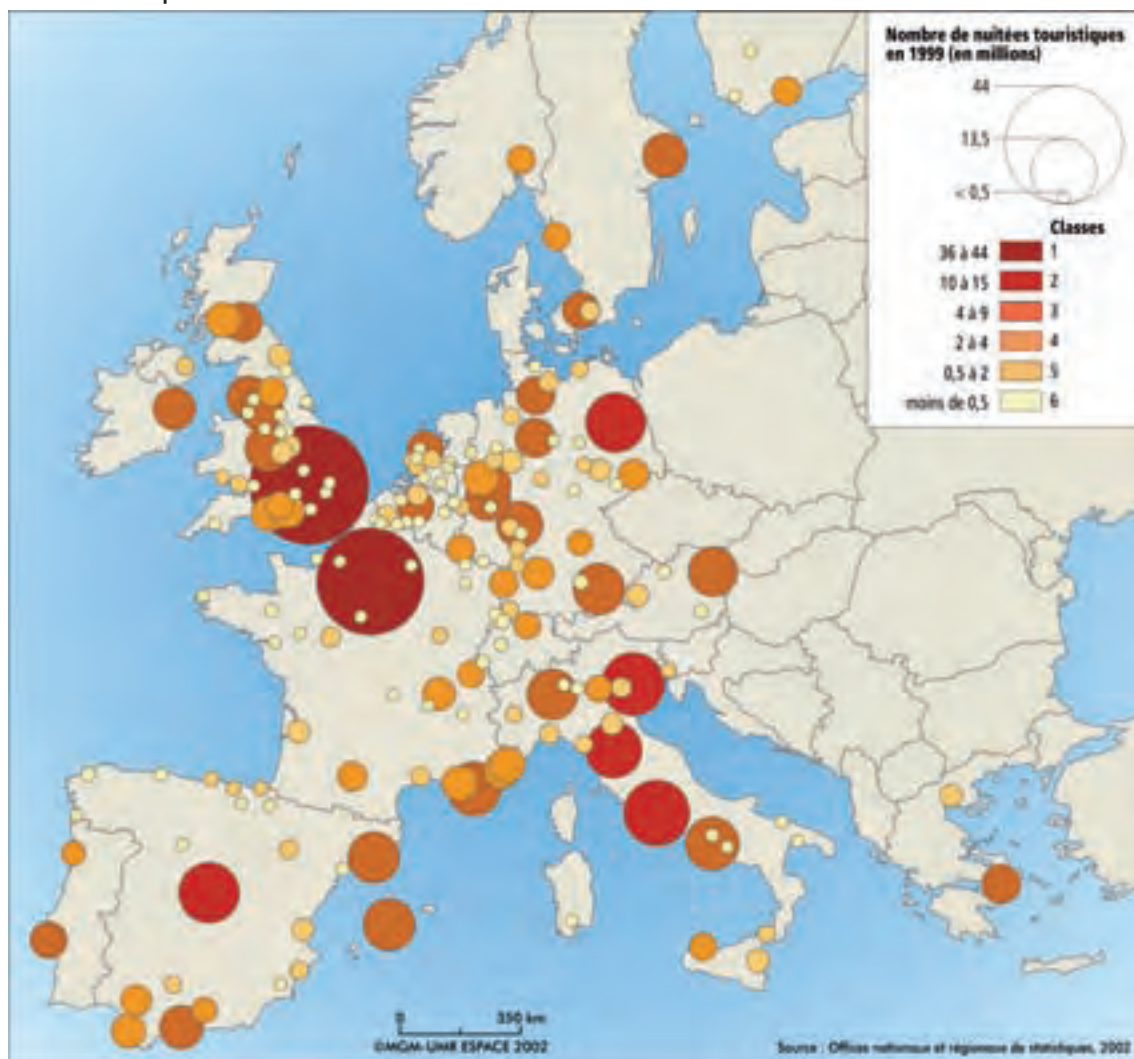 Nombre de nuitées touristiques
en 1999 (en millions)
44
13,5
< 0,5
Classes
36 à 44 1
10 à 15 2
4 à 9 3
2 à 4 4
0,5 à 2 5
moins de 0,5 6
0 350 km
©MGM-UMR ESPACE 2002
Source : Offices nationaux et régionaux de statistiques, 2002